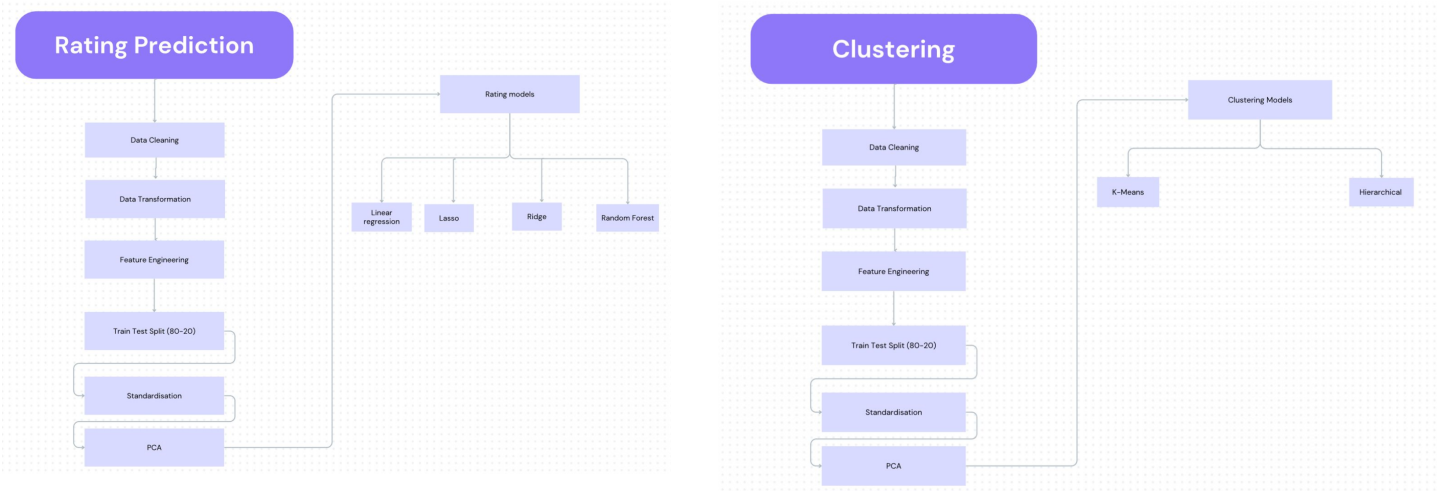 Rating Prediction
Data Cleaning
Data Transformation
Feature Engineering
Train Test Split (80-20)
Standardisation
PCA
Rating models
Linear
regression
Lasso
Ridge
Random Forest
Clustering
Data Cleaning
Data Transformation
Feature Engineering
Train Test Split (80-20)
Standardisation
PCA
Clustering Models
K-Means
Hierarchical